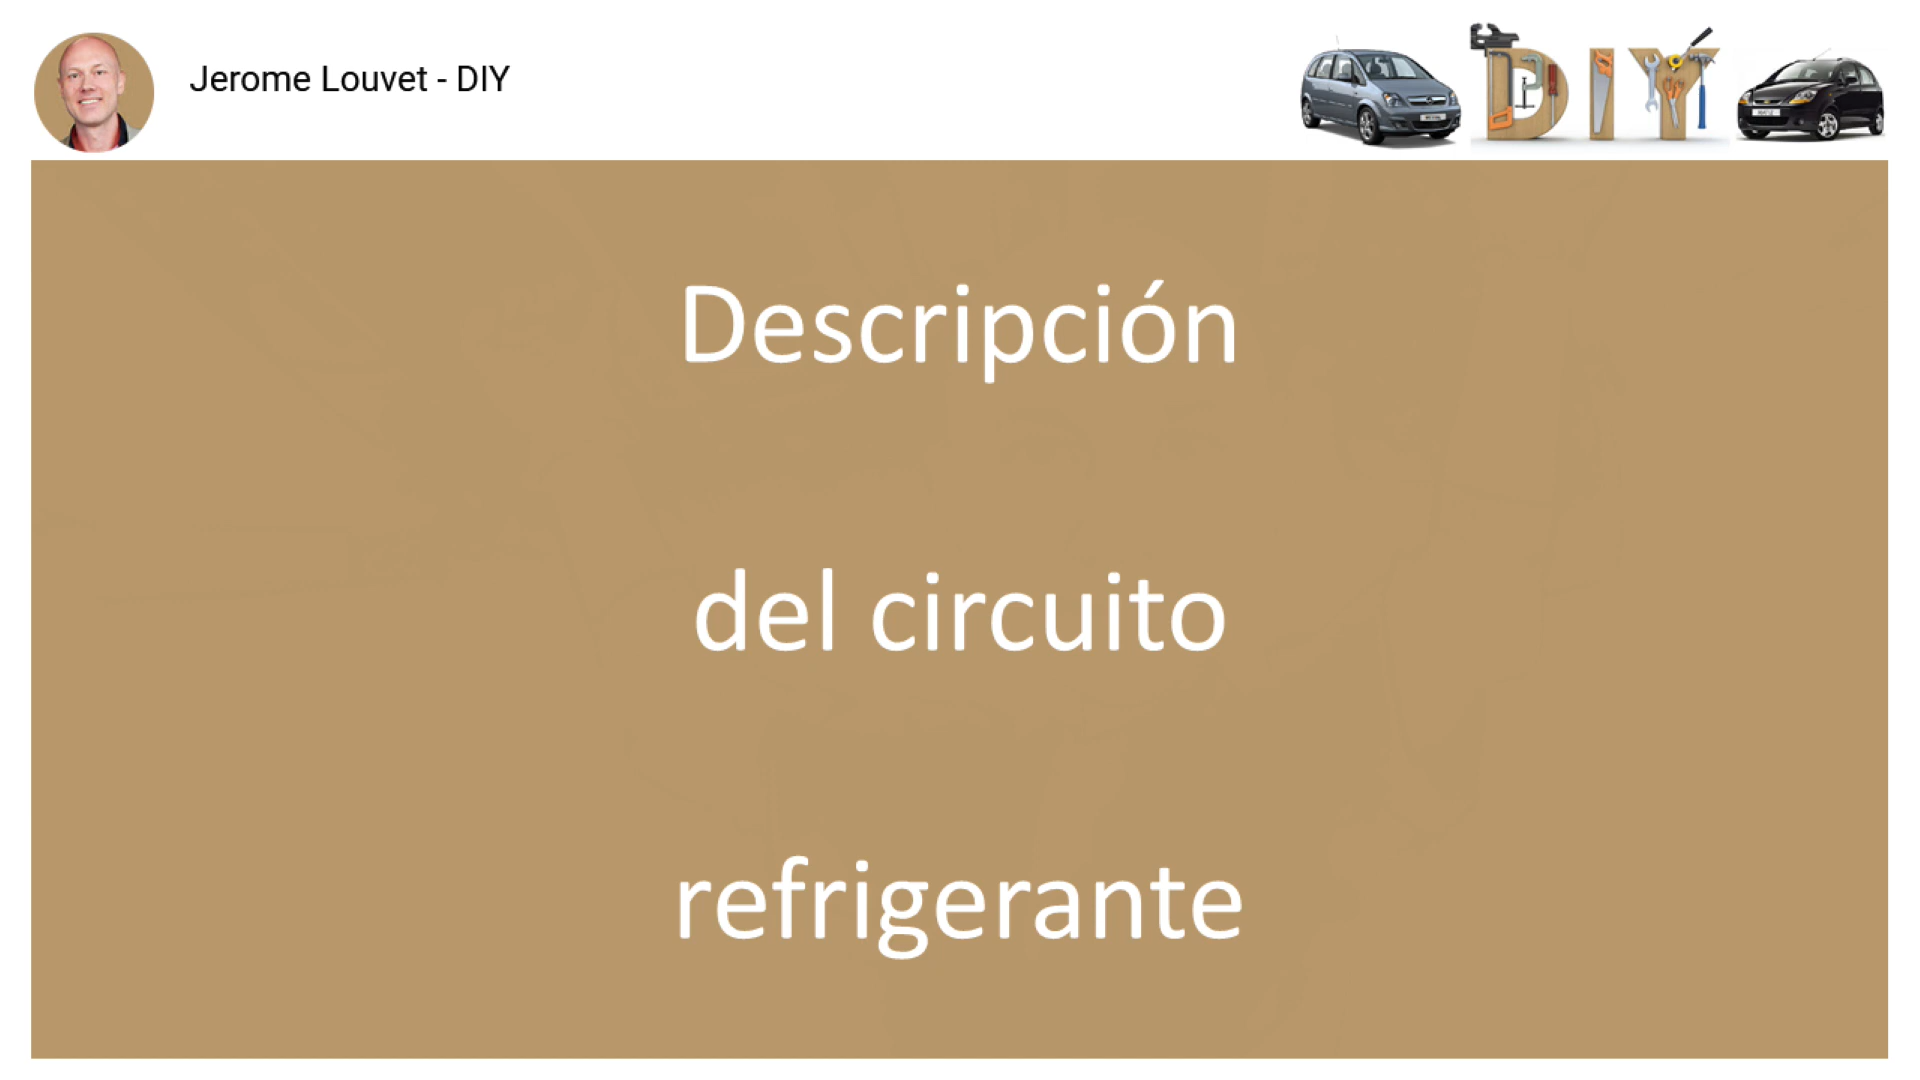 Jerome Louvet - DIY
DIY
Descripción
del circuito
refrigerante